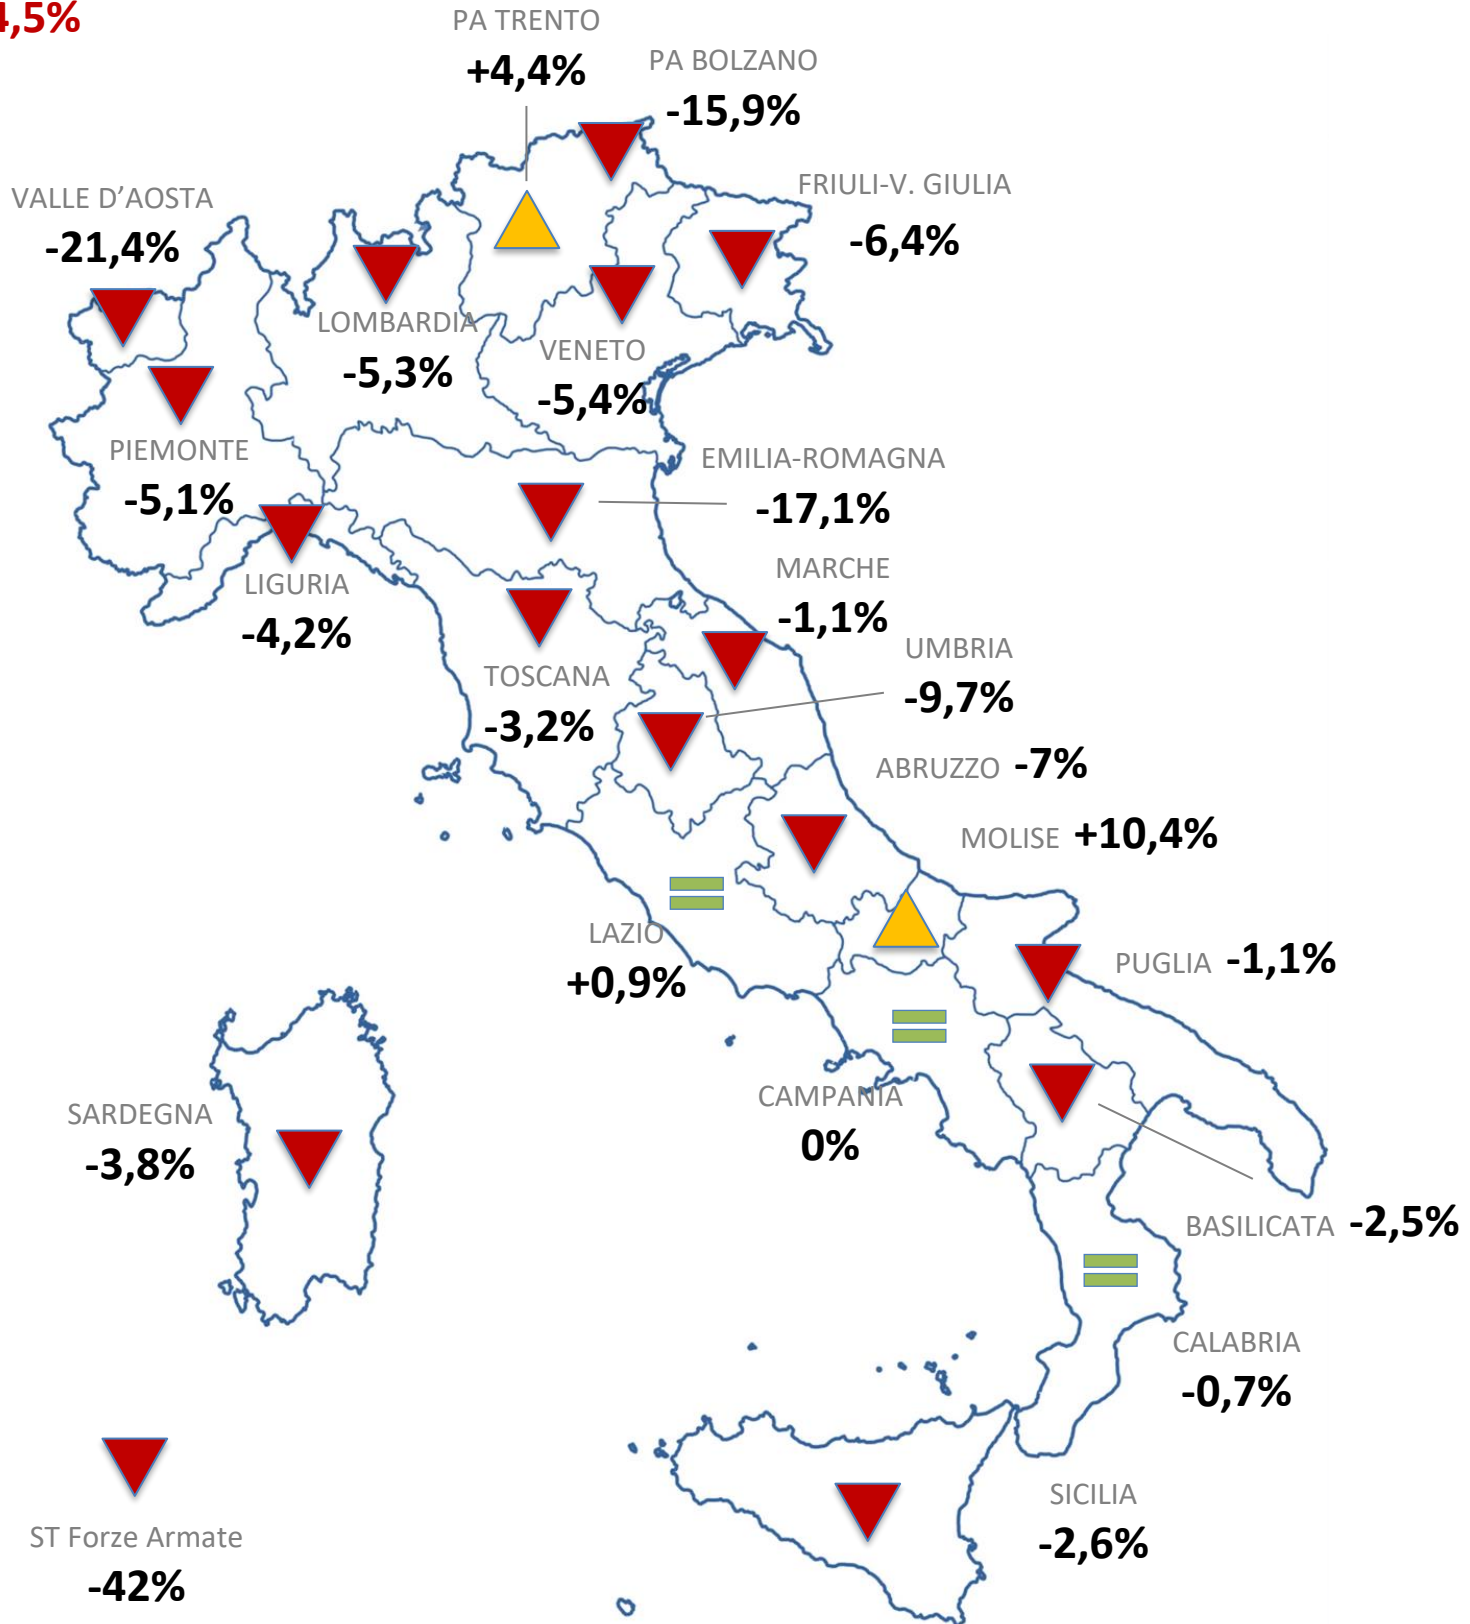 4,5%
PA TRENTO
+4,4%
PA BOLZANO
-15,9%
VALLE D’AOSTA
-21,4%
FRIULI-V. GIULIA
-6,4%
LOMBARDIA
-5,3%
VENETO
-5,4%
PIEMONTE
-5,1%
EMILIA-ROMAGNA
-17,1%
LIGURIA
-4,2%
MARCHE
-1,1%
TOSCANA
-3,2%
UMBRIA
-9,7%
ABRUZZO -7%
MOLISE +10,4%
LAZIO
+0,9%
PUGLIA -1,1%
CAMPANIA
0%
SARDEGNA
-3,8%
BASILICATA -2,5%
CALABRIA
-0,7%
SICILIA
-2,6%
ST Forze Armate
-42%